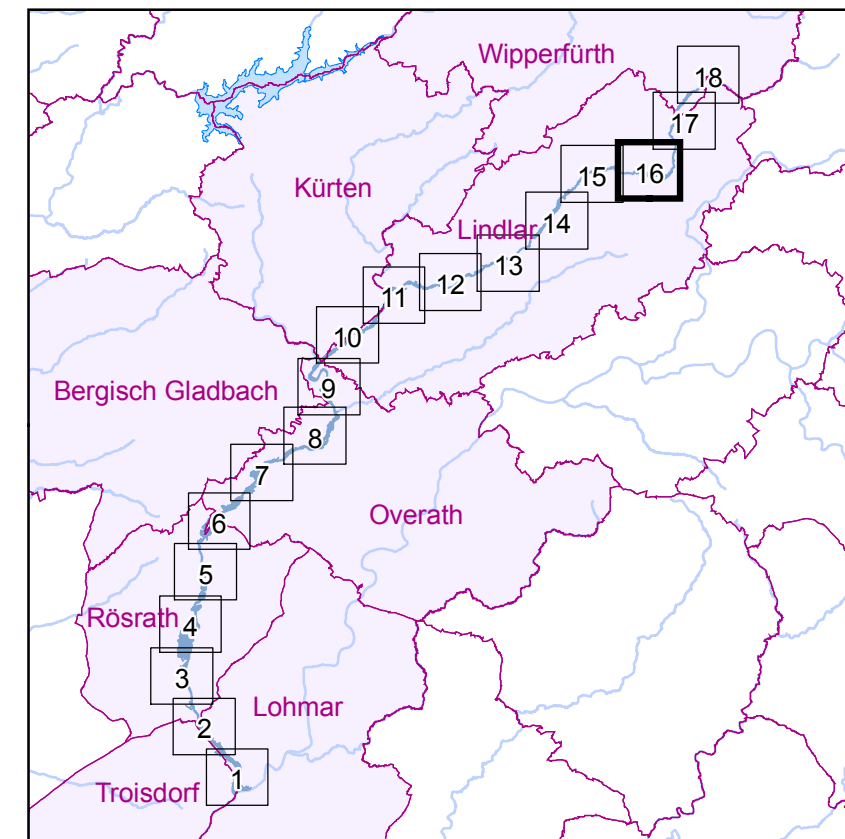 Wipperfürth
18
17
16
15
Kürten
14
Lindlar
13
12
11
10
9
Bergisch Gladbach
8
7
Overath
6
5
Rösrath
4
3
Lohmar
2
1
Troisdorf